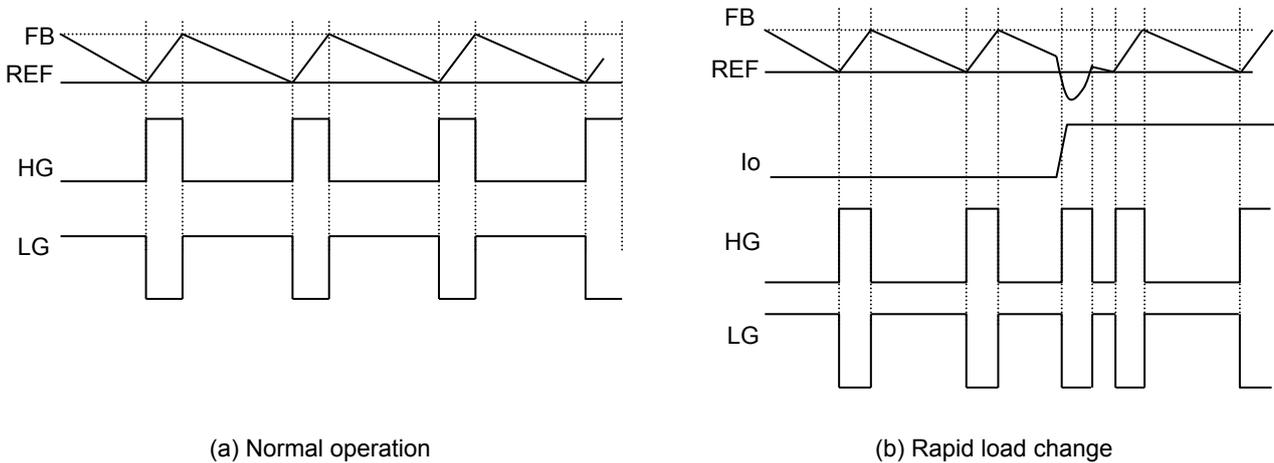 FB
REF
HG
LG
(a) Normal operation
FB
REF
Io
HG
LG
(b) Rapid load change